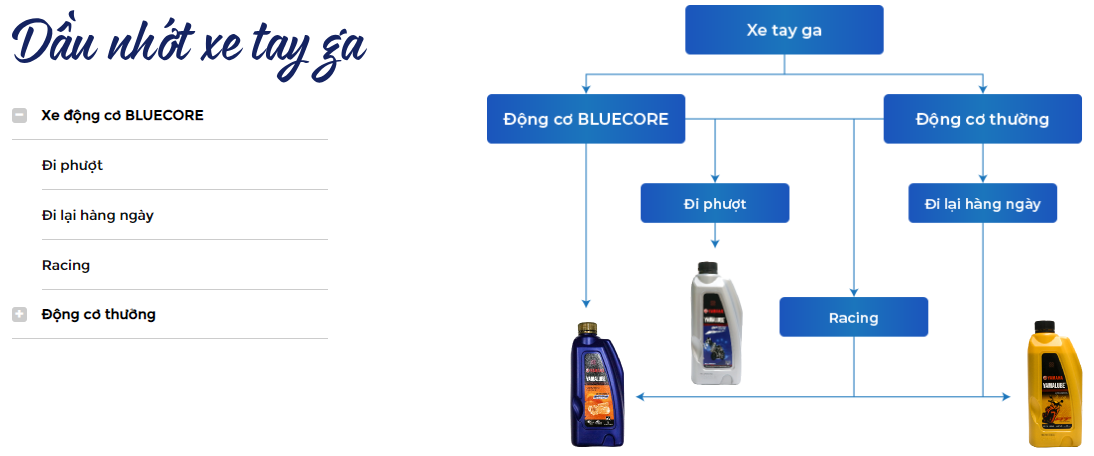 Dầu nhớt xe tay ga
Xe động cơ BLUECORE
Đi phượt
Đi lại hàng ngày
Racing
Động cơ thường
Xe tay ga
Động cơ BLUECORE
Động cơ thường
Đi phượt
Đi lại hàng ngày
Racing
YAMALUBE
YAMALUBE
YAMALUBE